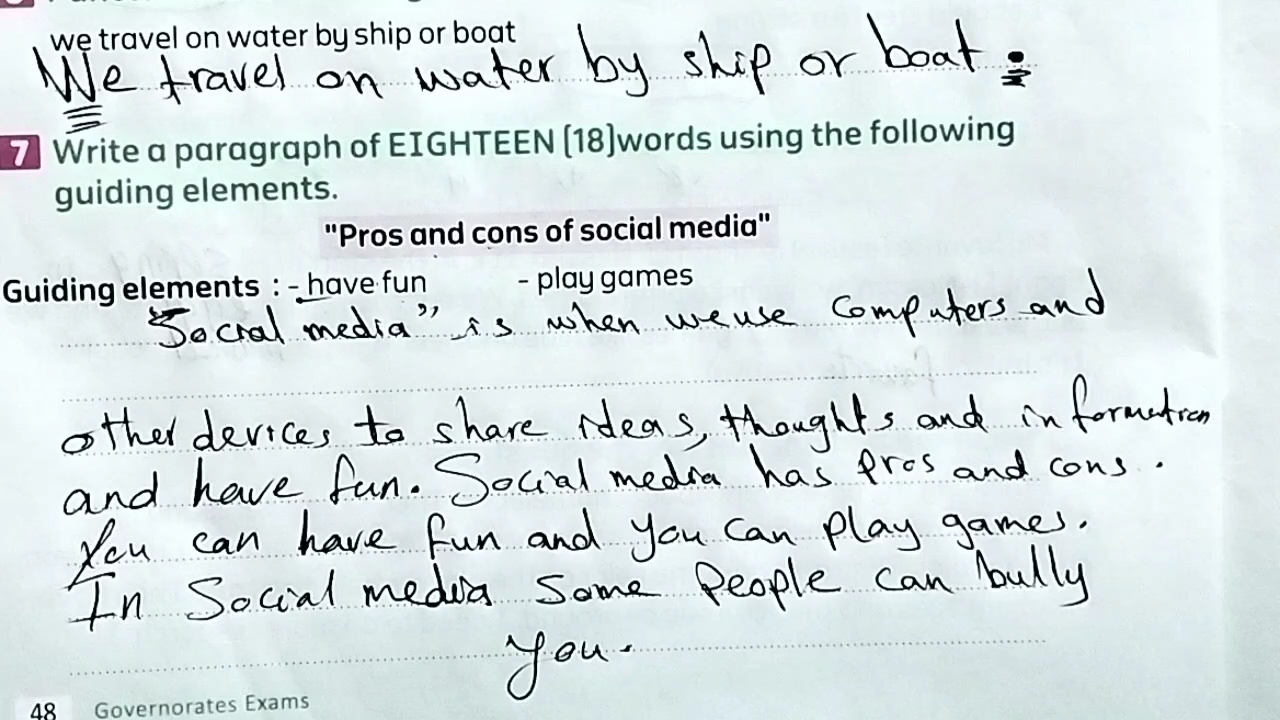 we travel on water by ship or boat
We travel on water by ship or boat .
7 Write a paragraph of EIGHTEEN [18]words using the following
guiding elements.
"Pros and cons of social media"
Guiding elements : - have fun - play games
"Social media" is when we use computers and
other devices to share ideas, thoughts and information
and have fun. Social media has pros and cons.
You can have fun and you can play games.
In Social media some people can bully
you.
48 Governorates Exams